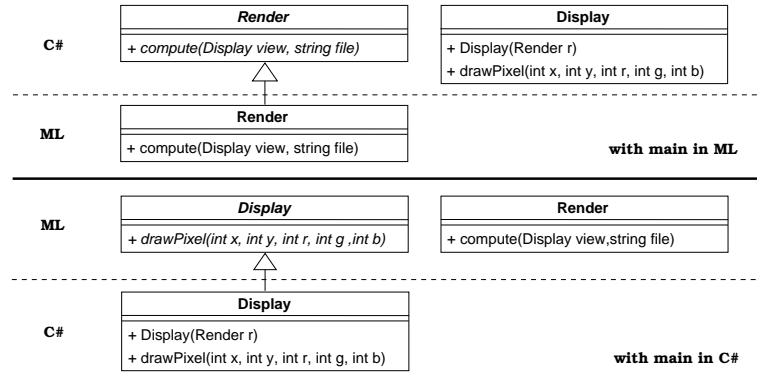 Render
Display
C#
+ compute(Display view, string file)
+ Display(Render r)
+ drawPixel(int x, int y, int r, int g, int b)
Render
ML
+ compute(Display view, string file)
with main in ML
Display
Render
ML
+ drawPixel(int x, int y, int r, int g ,int b)
+ compute(Display view,string file)
Display
C#
+ Display(Render r)
+ drawPixel(int x, int y, int r, int g, int b)
with main in C#